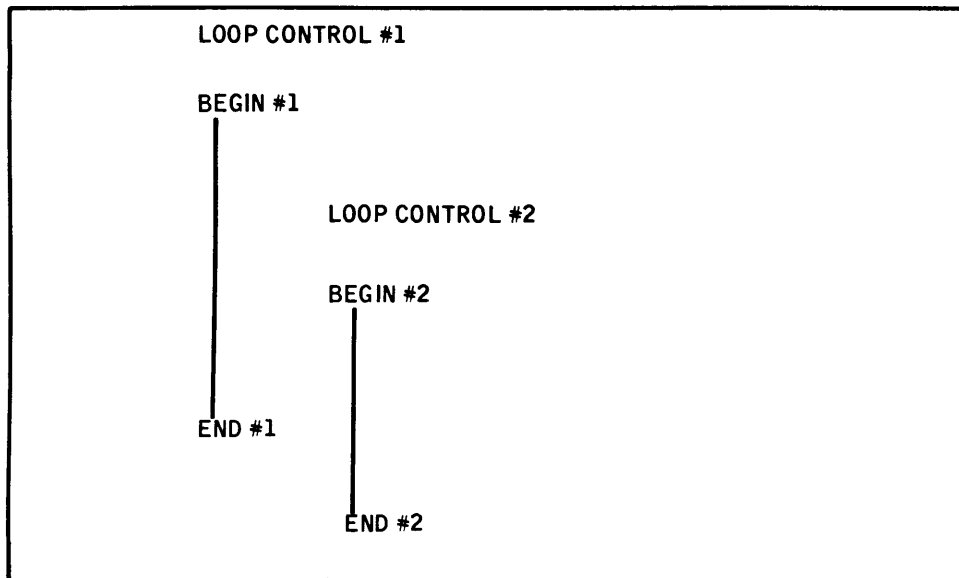 LOOP CONTROL #1
BEGIN #1
LOOP CONTROL #2
BEGIN #2
END #1
END #2